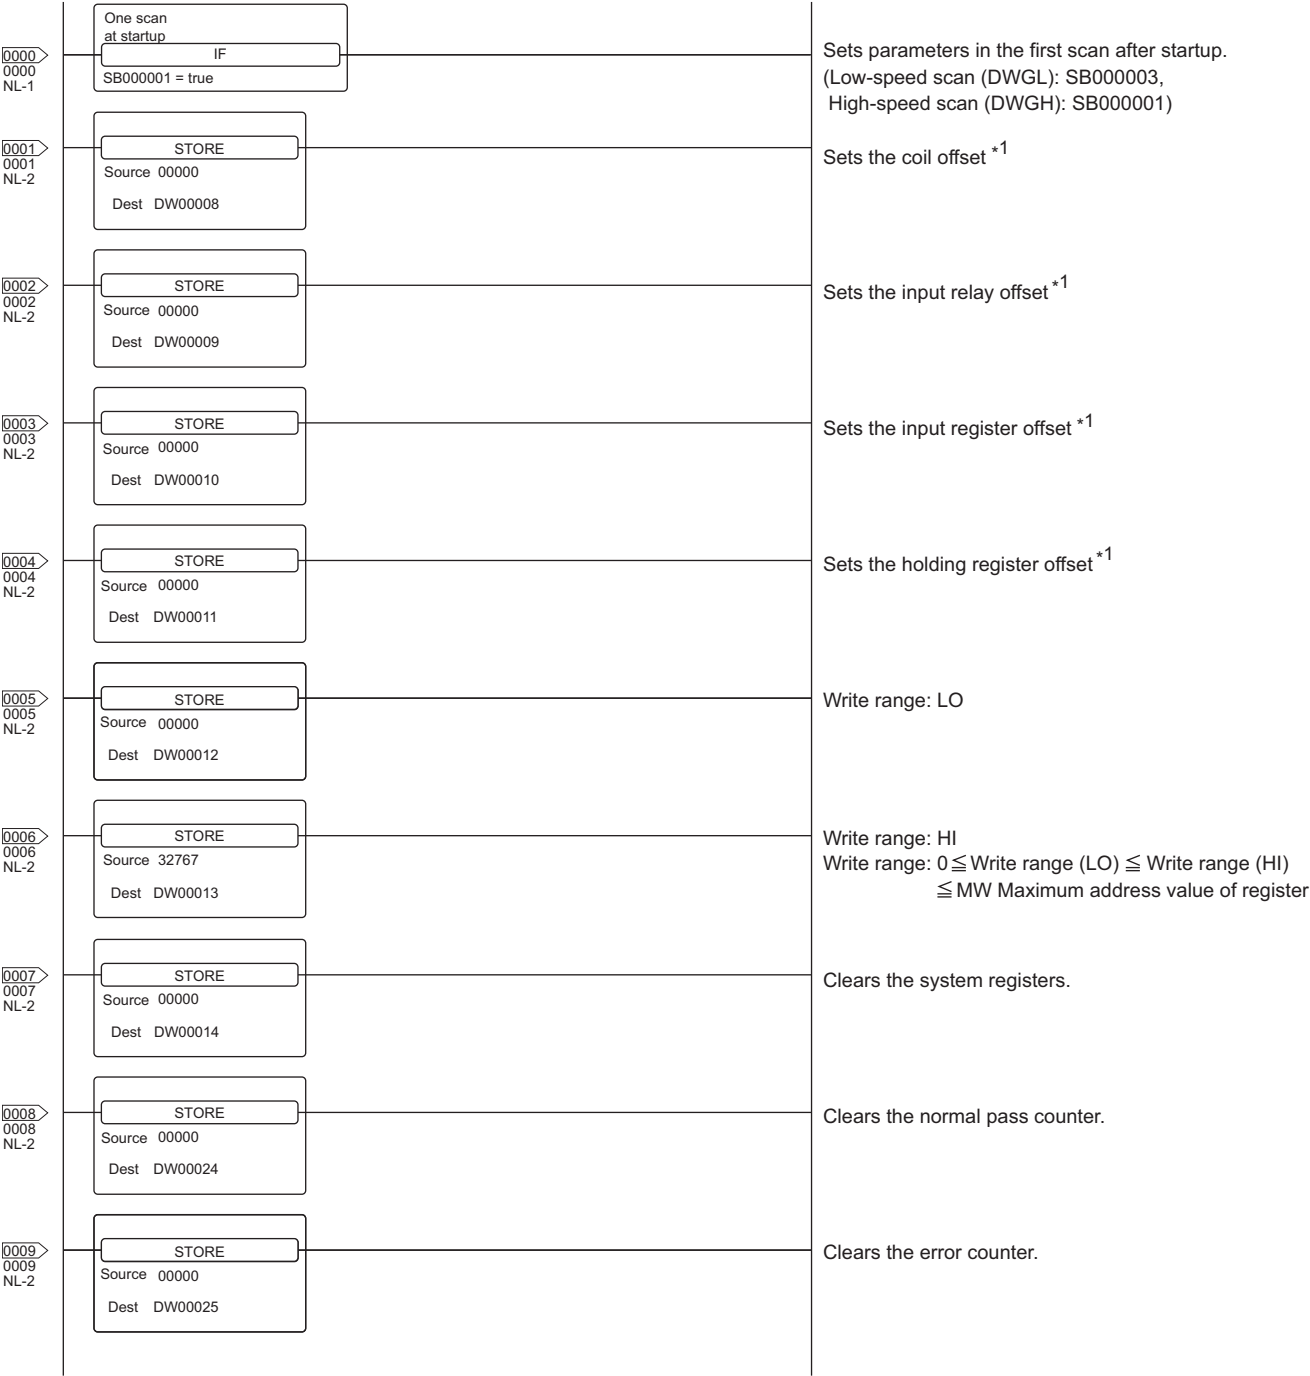 One scan
at startup
0000
0000
NL-1
IF
SB000001 = true
Sets parameters in the first scan after startup.
(Low-speed scan (DWGL): SB000003,
High-speed scan (DWGH): SB000001)
0001
0001
NL-2
STORE
Source 00000
Dest DW00008
Sets the coil offset *1
0002
0002
NL-2
STORE
Source 00000
Dest DW00009
Sets the input relay offset *1
0003
0003
NL-2
STORE
Source 00000
Dest DW00010
Sets the input register offset *1
0004
0004
NL-2
STORE
Source 00000
Dest DW00011
Sets the holding register offset *1
0005
0005
NL-2
STORE
Source 00000
Dest DW00012
Write range: LO
0006
0006
NL-2
STORE
Source 32767
Dest DW00013
Write range: HI
Write range: 0 ≦ Write range (LO) ≦ Write range (HI)
≦ MW Maximum address value of register
0007
0007
NL-2
STORE
Source 00000
Dest DW00014
Clears the system registers.
0008
0008
NL-2
STORE
Source 00000
Dest DW00024
Clears the normal pass counter.
0009
0009
NL-2
STORE
Source 00000
Dest DW00025
Clears the error counter.